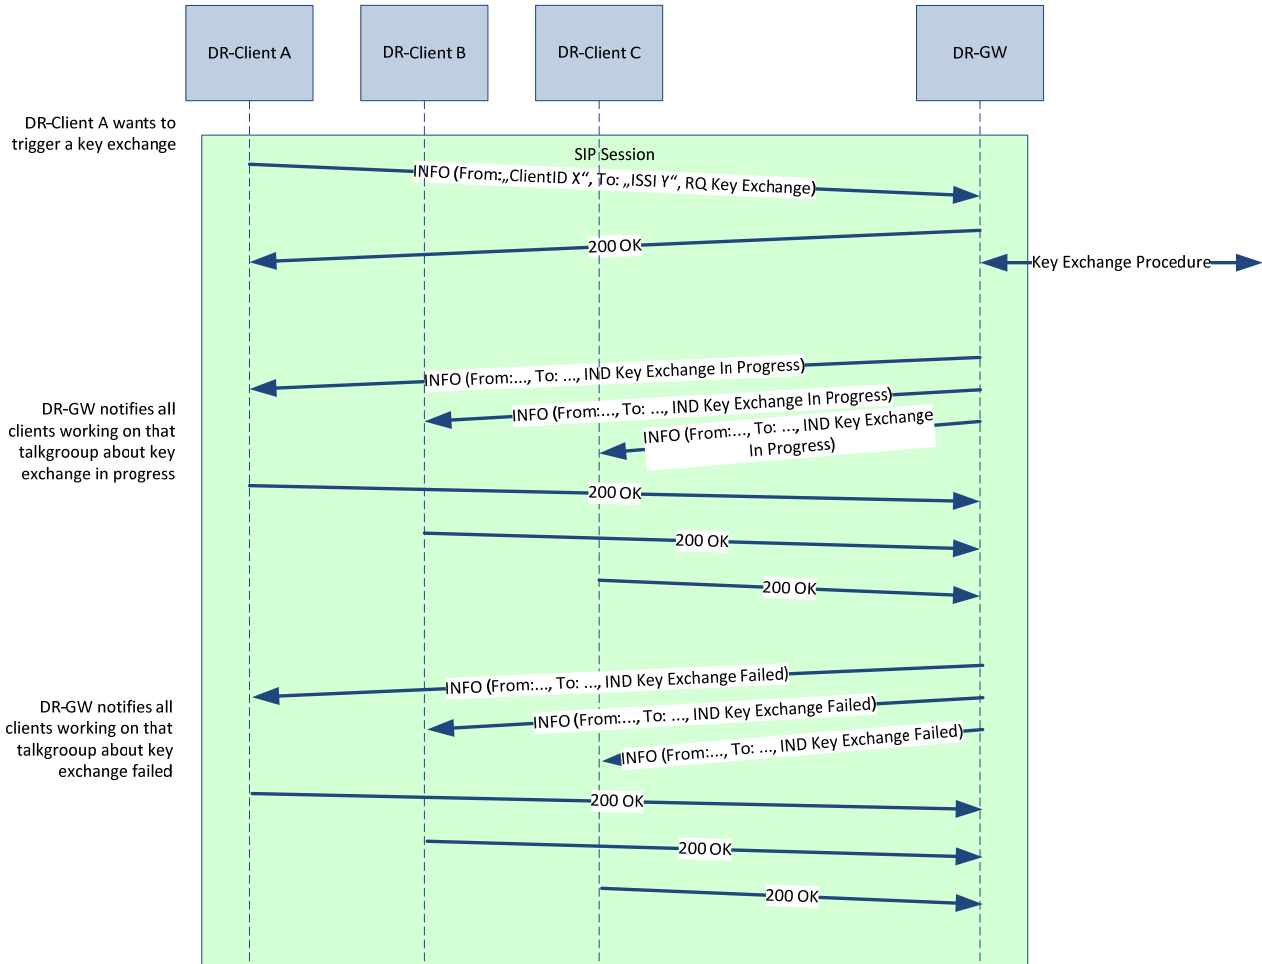 DR-Client A
DR-Client B
DR-Client C
DR-GW
DR-Client A wants to
trigger a key exchange
SIP Session
INFO (From:„ClientID X“, To: „ISSI Y“, RQ Key Exchange)
200 OK
Key Exchange Procedure
INFO (From:..., To: ..., IND Key Exchange In Progress)
INFO (From:..., To: ..., IND Key Exchange In Progress)
INFO (From:..., To: ..., IND Key Exchange
In Progress)
DR-GW notifies all
clients working on that
talkgrooup about key
exchange in progress
200 OK
200 OK
200 OK
INFO (From:..., To: ..., IND Key Exchange Failed)
INFO (From:..., To: ..., IND Key Exchange Failed)
INFO (From:..., To: ..., IND Key Exchange Failed)
DR-GW notifies all
clients working on that
talkgrooup about key
exchange failed
200 OK
200 OK
200 OK